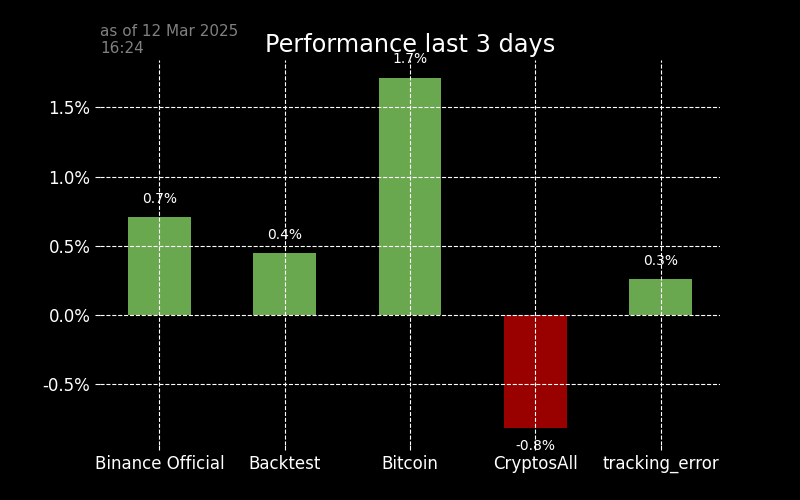 as of 12 Mar 2025
16:24
Performance last 3 days
1.7%
1.5%
1.0%
0.7%
0.4%
0.5%
0.3%
0.0%
-0.5%
-0.8%
Binance Official
Backtest
Bitcoin
CryptosAll
tracking_error